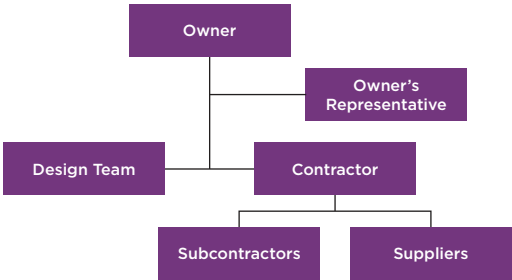 Owner
Owner's
Representative
Design Team
Contractor
Subcontractors
Suppliers